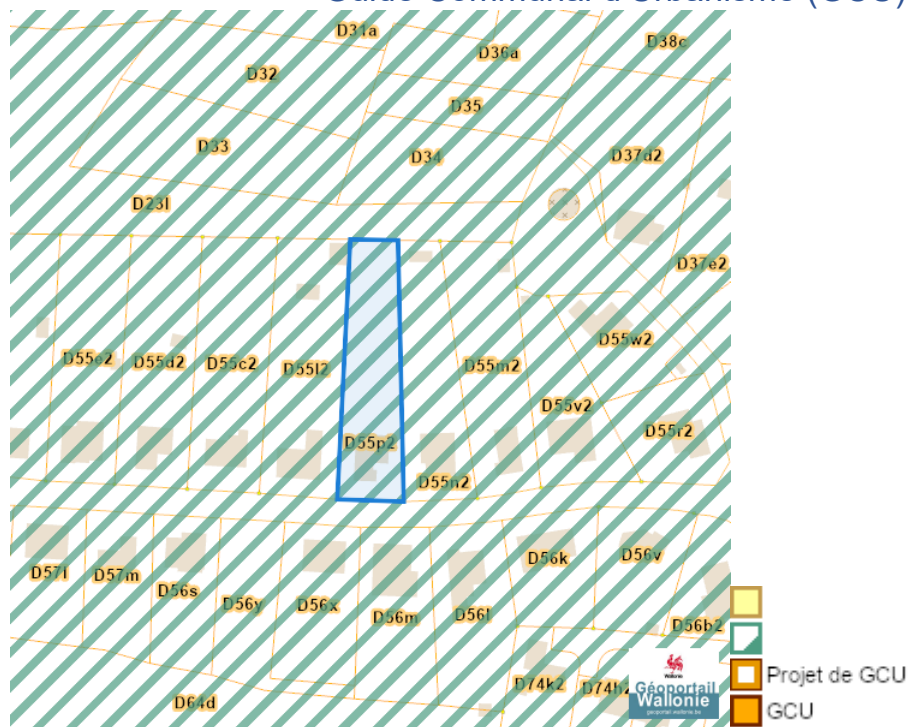 Guide Communal d'Urbanisme (GCU)
D31a
D36a
D38c
D32
D35
D33
D34
D37d2
D23l
D37e2
D55w2
D55e2
D55d2
D55c2
D55l2
D55m2
D55v2
D55r2
D55p2
D55n2
D56k
D56v
D57l
D57m
D56s
D56y
D56x
D56m
D56l
D56b2
D74k2
D74h2
D64d
Wallonie
Géoportail
Wallonie
geoportail.wallonie.be
Projet de GCU
GCU